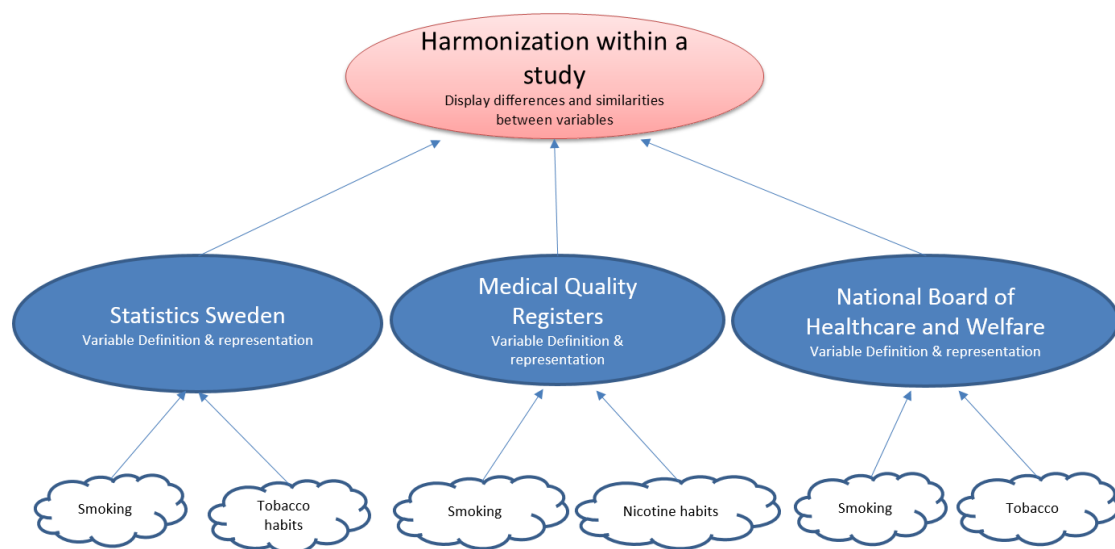 Harmonization within a
study
Display differences and similarities
between variables
Statistics Sweden
Variable Definition & representation
Medical Quality
Registers
Variable Definition &
representation
National Board of
Healthcare and Welfare
Variable Definition & representation
Smoking
Tobacco
habits
Smoking
Nicotine habits
Smoking
Tobacco